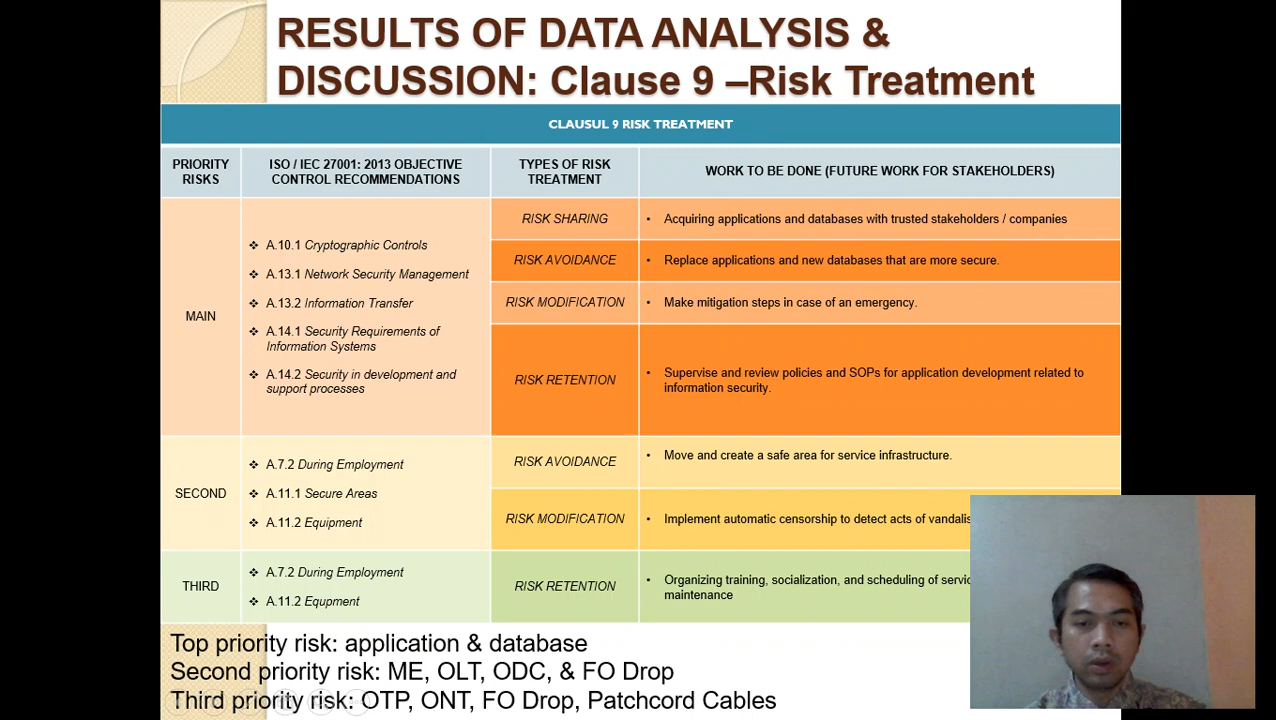 RESULTS OF DATA ANALYSIS &
DISCUSSION: Clause 9 –Risk Treatment
CLAUSUL 9 RISK TREATMENT
PRIORITY
RISKS
ISO / IEC 27001: 2013 OBJECTIVE
CONTROL RECOMMENDATIONS
TYPES OF RISK
TREATMENT
WORK TO BE DONE (FUTURE WORK FOR STAKEHOLDERS)
MAIN
❖ A.10.1 Cryptographic Controls
❖ A.13.1 Network Security Management
❖ A.13.2 Information Transfer
❖ A.14.1 Security Requirements of
Information Systems
❖ A.14.2 Security in development and
support processes
RISK SHARING
• Acquiring applications and databases with trusted stakeholders / companies
RISK AVOIDANCE
• Replace applications and new databases that are more secure.
RISK MODIFICATION
• Make mitigation steps in case of an emergency.
RISK RETENTION
• Supervise and review policies and SOPs for application development related to
information security.
SECOND
❖ A.7.2 During Employment
❖ A.11.1 Secure Areas
❖ A.11.2 Equipment
RISK AVOIDANCE
• Move and create a safe area for service infrastructure.
RISK MODIFICATION
• Implement automatic censorship to detect acts of
THIRD
❖ A.7.2 During Employment
❖ A.11.2 Equpment
RISK RETENTION
• Organizing training, socialization, and scheduling of
maintenance
Top priority risk: application & database
Second priority risk: ME, OLT, ODC, & FO Drop
Third priority risk: OTP, ONT, FO Drop, Patchcord Cables